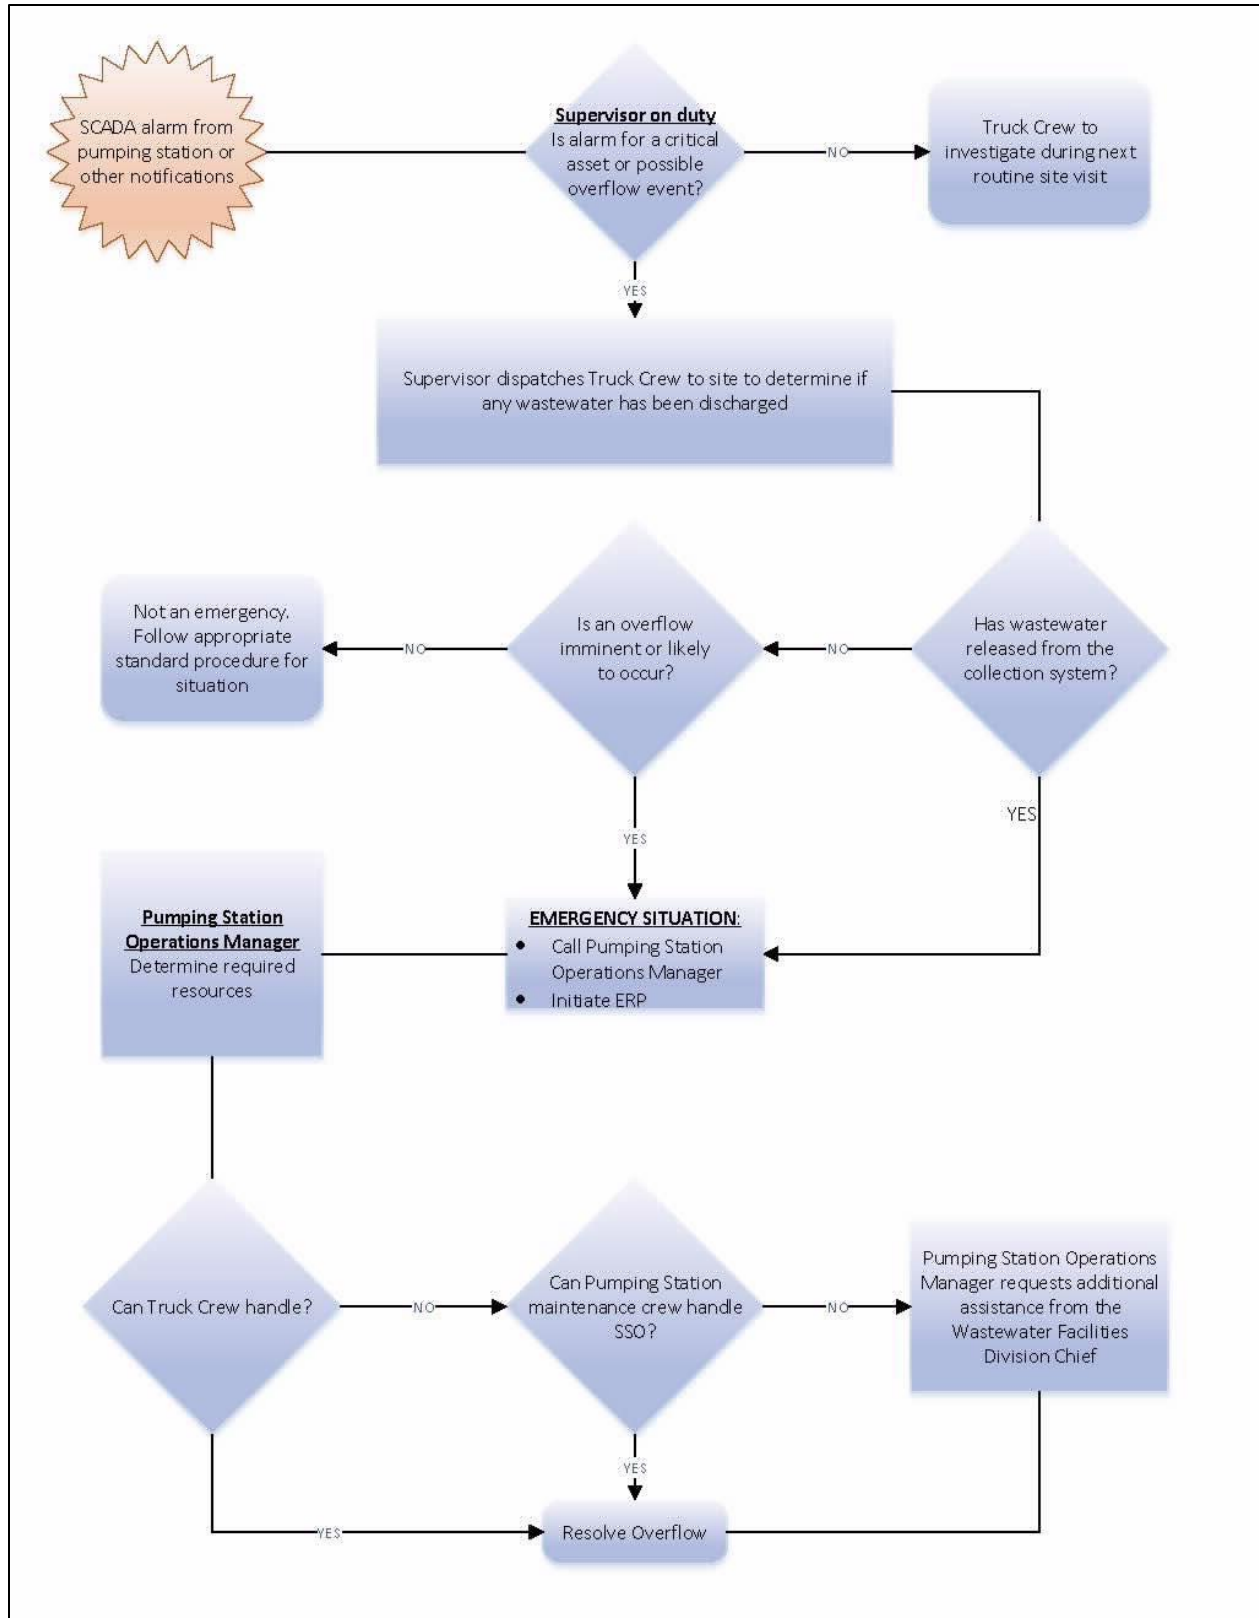 SCADA alarm from
pumping station or
other notifications
Supervisor on duty
Is alarm for a critical
asset or possible
overflow event?
NO
Truck Crew to
investigate during next
routine site visit
YES
Supervisor dispatches Truck Crew to site to determine if
any wastewater has been discharged
Not an emergency.
Follow appropriate
standard procedure for
situation
NO
Is an overflow
imminent or likely
to occur?
NO
Has wastewater
released from the
collection system?
YES
YES
Pumping Station
Operations Manager
Determine required
resources
EMERGENCY SITUATION:
• Call Pumping Station
Operations Manager
• Initiate ERP
Can Truck Crew handle?
NO
Can Pumping Station
maintenance crew handle
SSO?
NO
Pumping Station Operations
Manager requests additional
assistance from the
Wastewater Facilities
Division Chief
YES
YES
Resolve Overflow